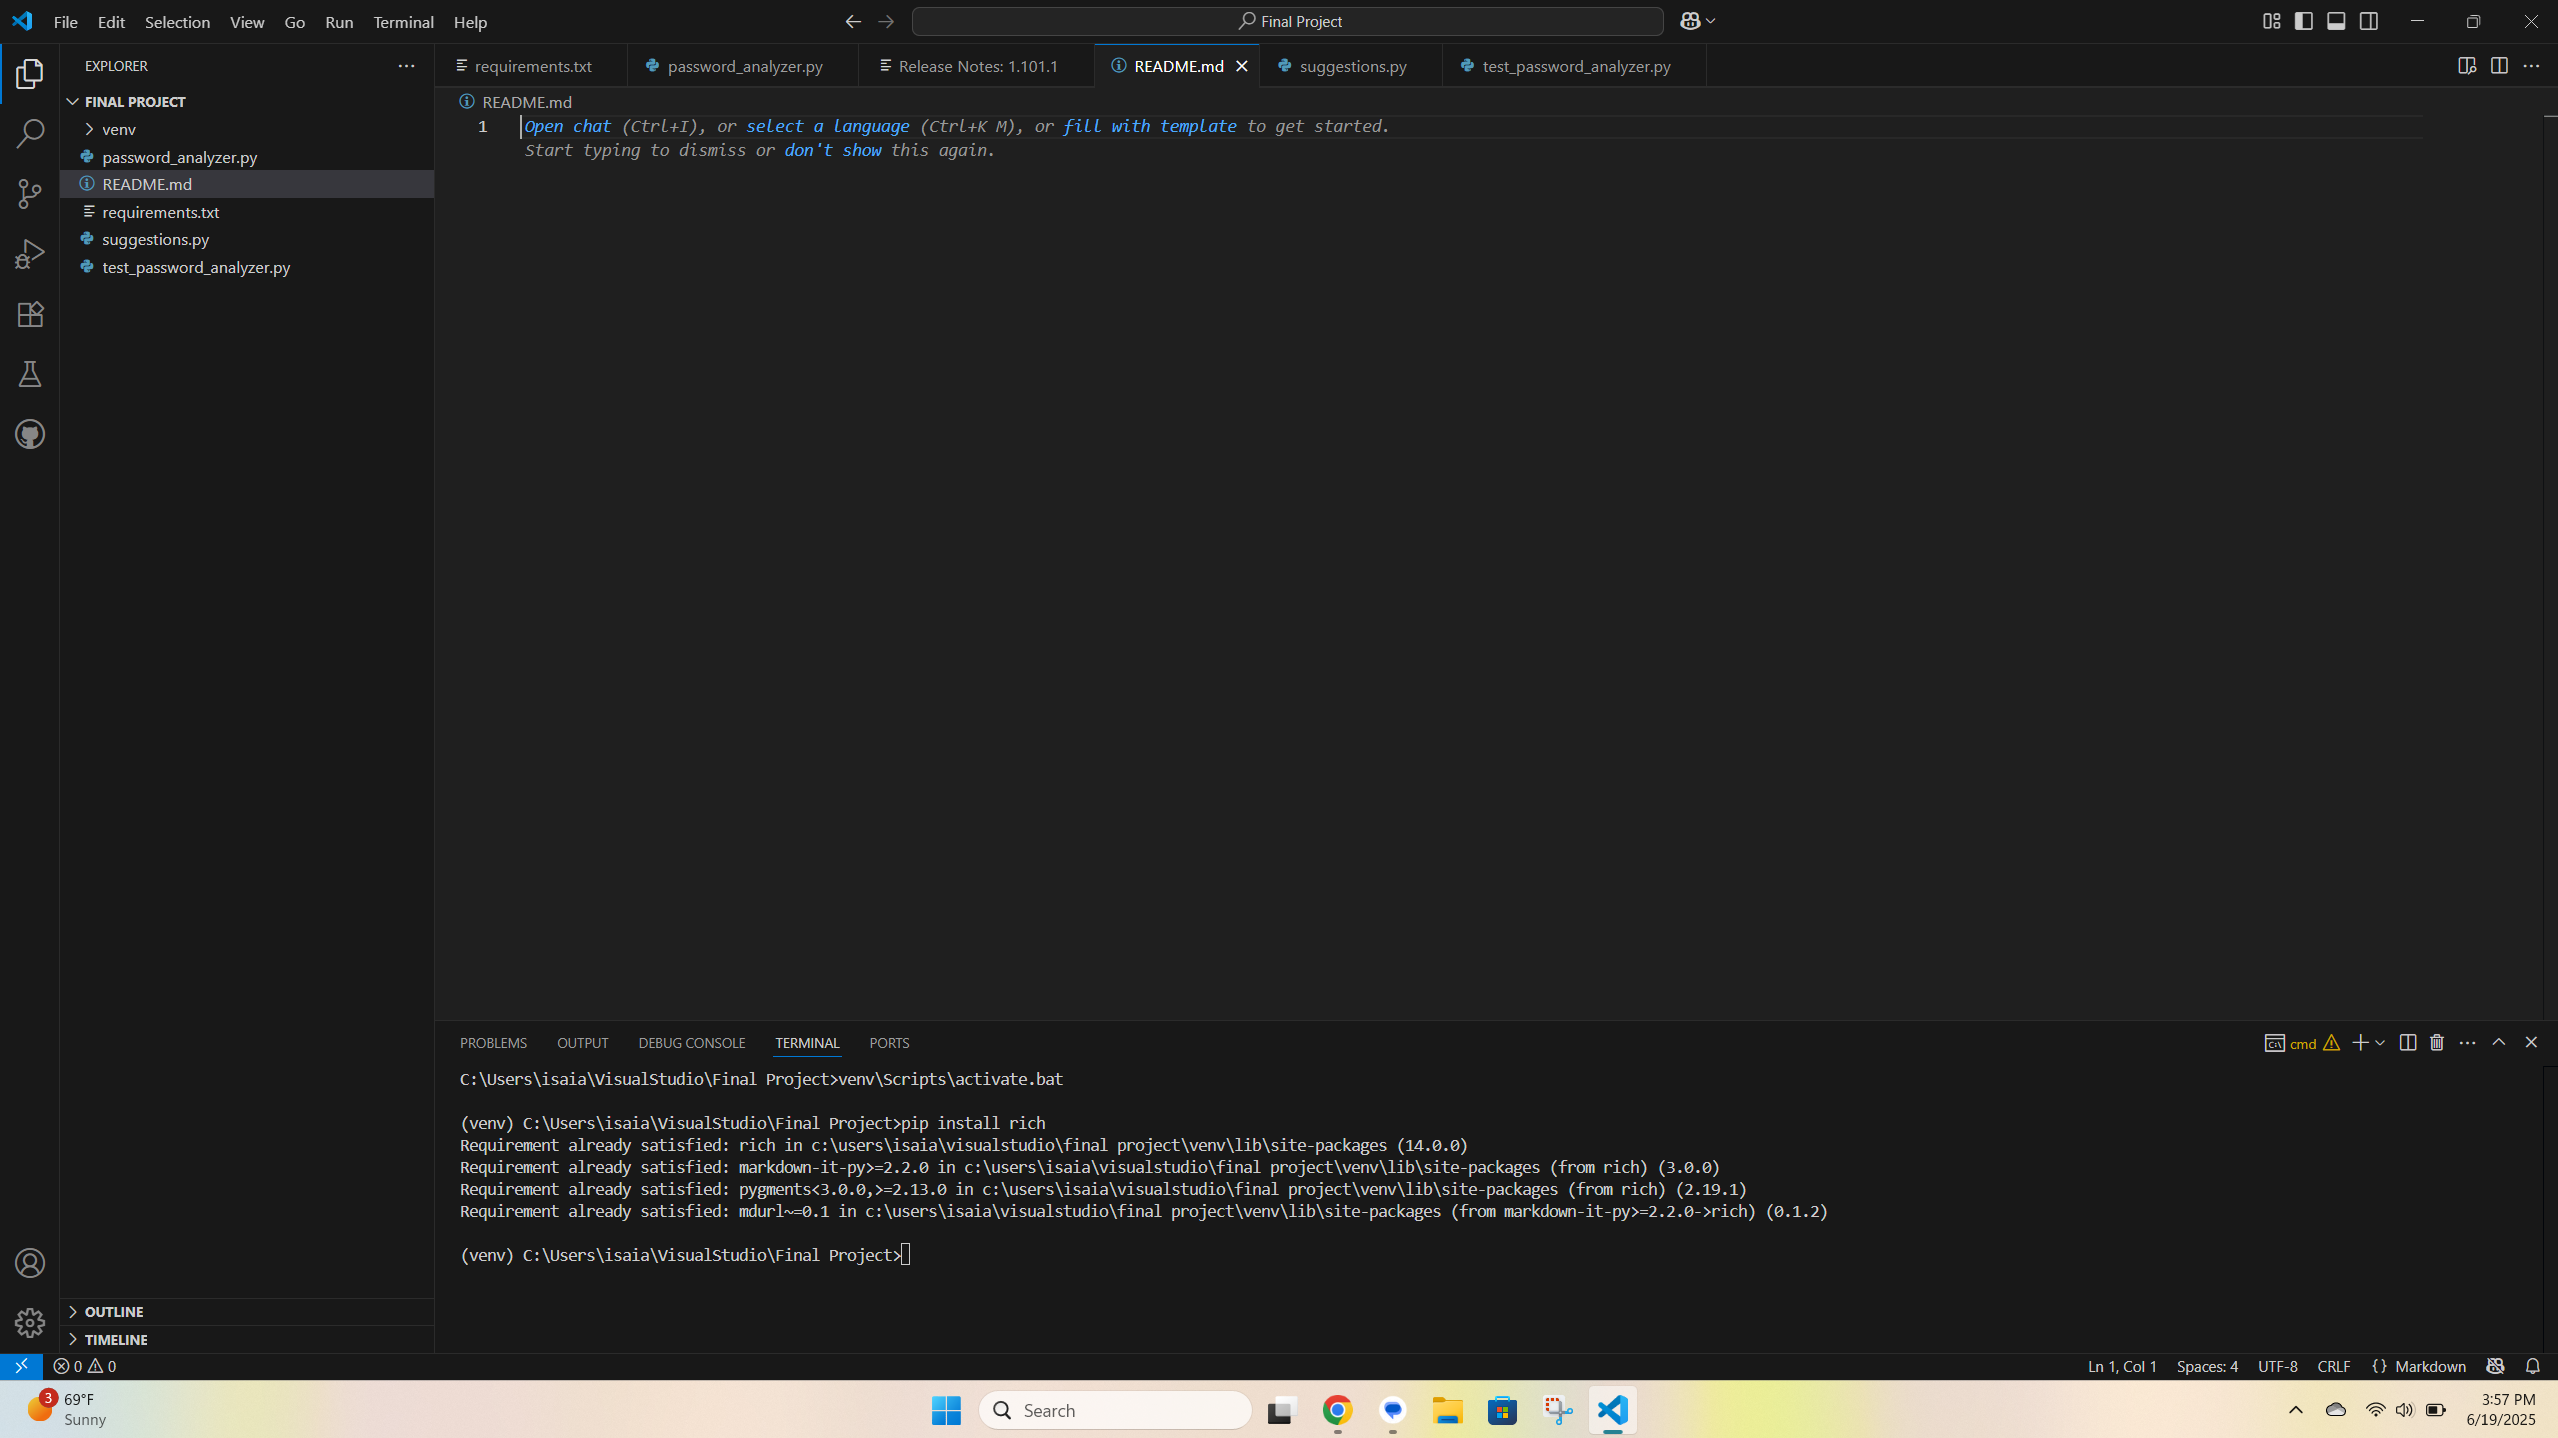 File Edit Selection View Go Run Terminal Help
Final Project
EXPLORER
FINAL PROJECT
venv
password_analyzer.py
README.md
requirements.txt
suggestions.py
test_password_analyzer.py
OUTLINE
TIMELINE
requirements.txt password_analyzer.py Release Notes: 1.101.1 README.md suggestions.py test_password_analyzer.py
README.md
1 Open chat (Ctrl+I), or select a language (Ctrl+K M), or fill with template to get started.
Start typing to dismiss or don't show this again.
PROBLEMS OUTPUT DEBUG CONSOLE TERMINAL PORTS
cmd
C:\Users\isaia\VisualStudio\Final Project>venv\Scripts\activate.bat
(venv) C:\Users\isaia\VisualStudio\Final Project>pip install rich
Requirement already satisfied: rich in c:\users\isaia\visualstudio\final project\venv\lib\site-packages (14.0.0)
Requirement already satisfied: markdown-it-py>=2.2.0 in c:\users\isaia\visualstudio\final project\venv\lib\site-packages (from rich) (3.0.0)
Requirement already satisfied: pygments<3.0.0,>=2.13.0 in c:\users\isaia\visualstudio\final project\venv\lib\site-packages (from rich) (2.19.1)
Requirement already satisfied: mdurl~=0.1 in c:\users\isaia\visualstudio\final project\venv\lib\site-packages (from markdown-it-py>=2.2.0->rich) (0.1.2)
(venv) C:\Users\isaia\VisualStudio\Final Project>
0 0
Ln 1, Col 1 Spaces: 4 UTF-8 CRLF {} Markdown
3 69°F
Sunny
Search
3:57 PM
6/19/2025